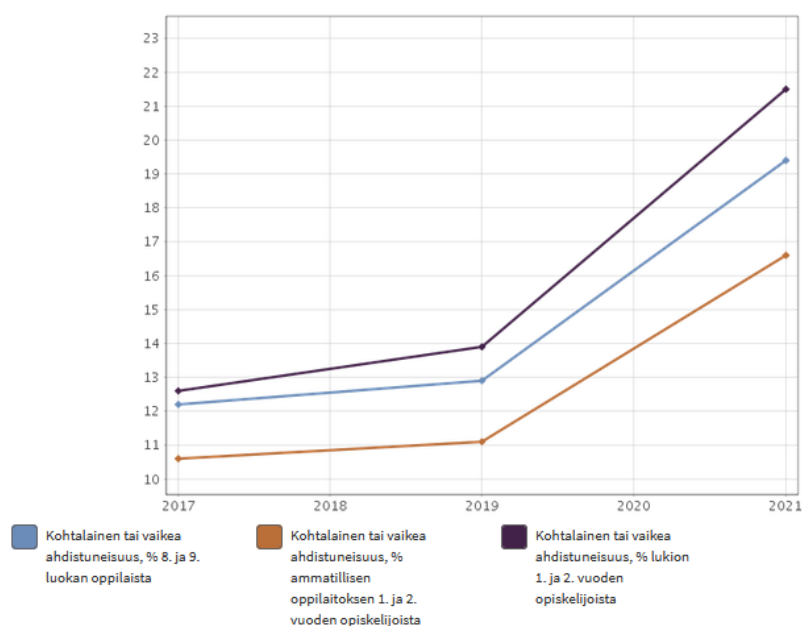 23
22
21
20
19
18
17
16
15
14
13
12
11
10
2017 2018 2019 2020 2021
Kohtalainen tai vaikea
ahdistuneisuus, % 8. ja 9.
luokan oppilaista
Kohtalainen tai vaikea
ahdistuneisuus, %
ammatillisen
oppilaitoksen 1. ja 2.
vuoden opiskelijoista
Kohtalainen tai vaikea
ahdistuneisuus, % lukion
1. ja 2. vuoden
opiskelijoista